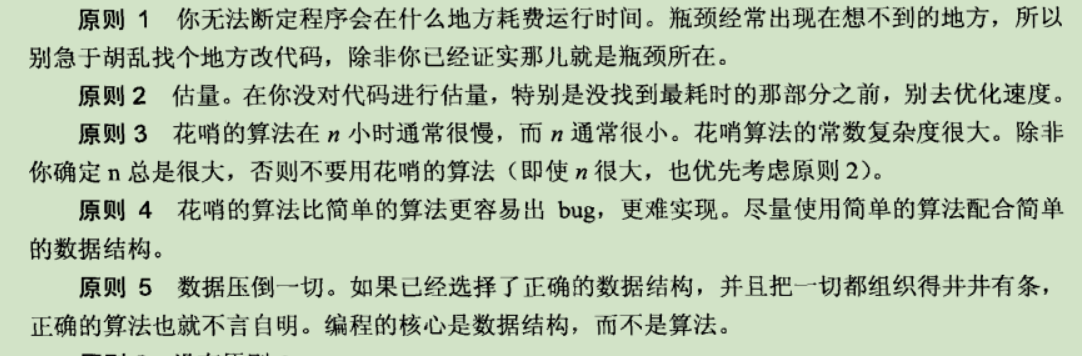 原则 1 你无法断定程序会在什么地方耗费运行时间。瓶颈经常出现在想不到的地方，所以
别急于胡乱找个地方改代码，除非你已经证实那儿就是瓶颈所在。
原则 2 估量。在你没对代码进行估量，特别是没找到最耗时的那部分之前，别去优化速度。
原则 3 花哨的算法在 n 小时通常很慢，而 n 通常很小。花哨算法的常数复杂度很大。除非
你确定 n 总是很大，否则不要用花哨的算法（即使 n 很大，也优先考虑原则 2）。
原则 4 花哨的算法比简单的算法更容易出 bug，更难实现。尽量使用简单的算法配合简单
的数据结构。
原则 5 数据压倒一切。如果已经选择了正确的数据结构，并且把一切都组织得井井有条，
正确的算法也就不言自明。编程的核心是数据结构，而不是算法。